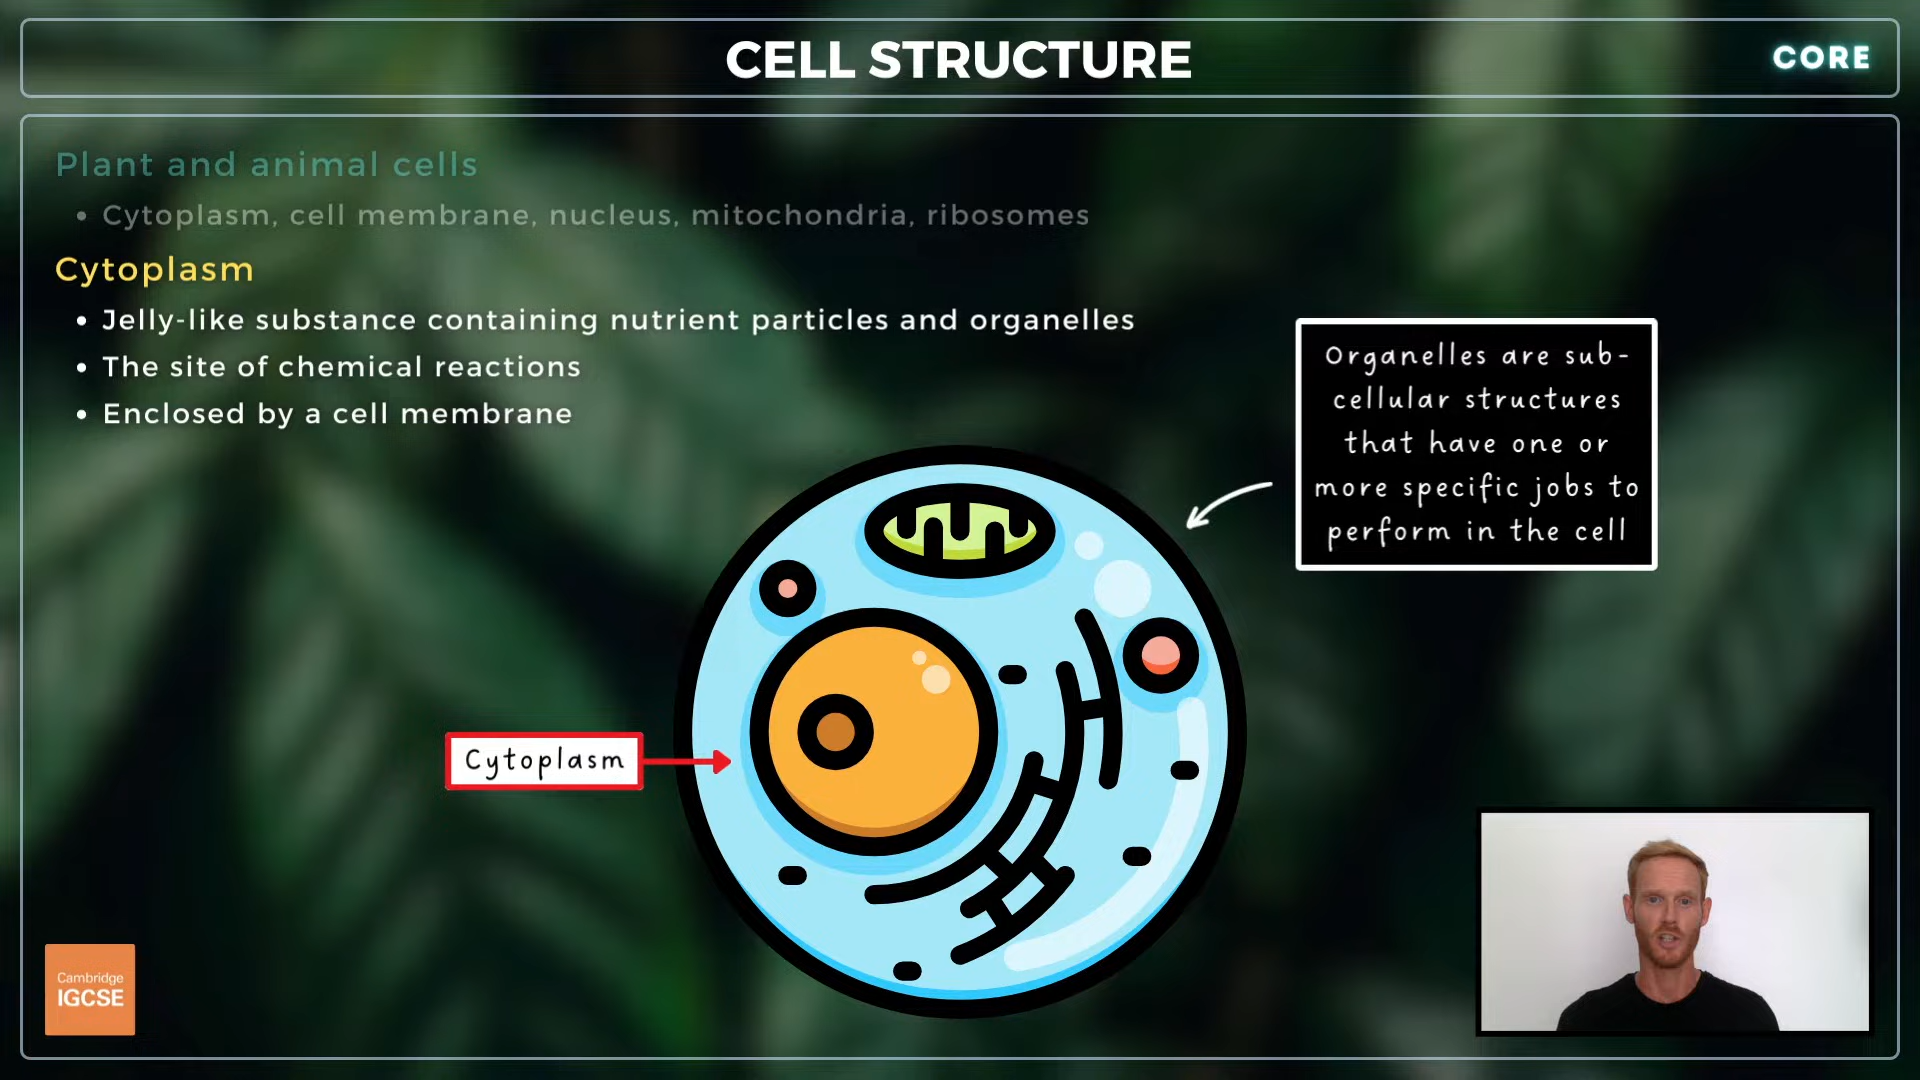 CELL STRUCTURE
CORE
Plant and animal cells
• Cytoplasm, cell membrane, nucleus, mitochondria, ribosomes
Cytoplasm
• Jelly-like substance containing nutrient particles and organelles
• The site of chemical reactions
• Enclosed by a cell membrane
Organelles are sub-
cellular structures
that have one or
more specific jobs to
perform in the cell
Cytoplasm
Cambridge
IGCSE